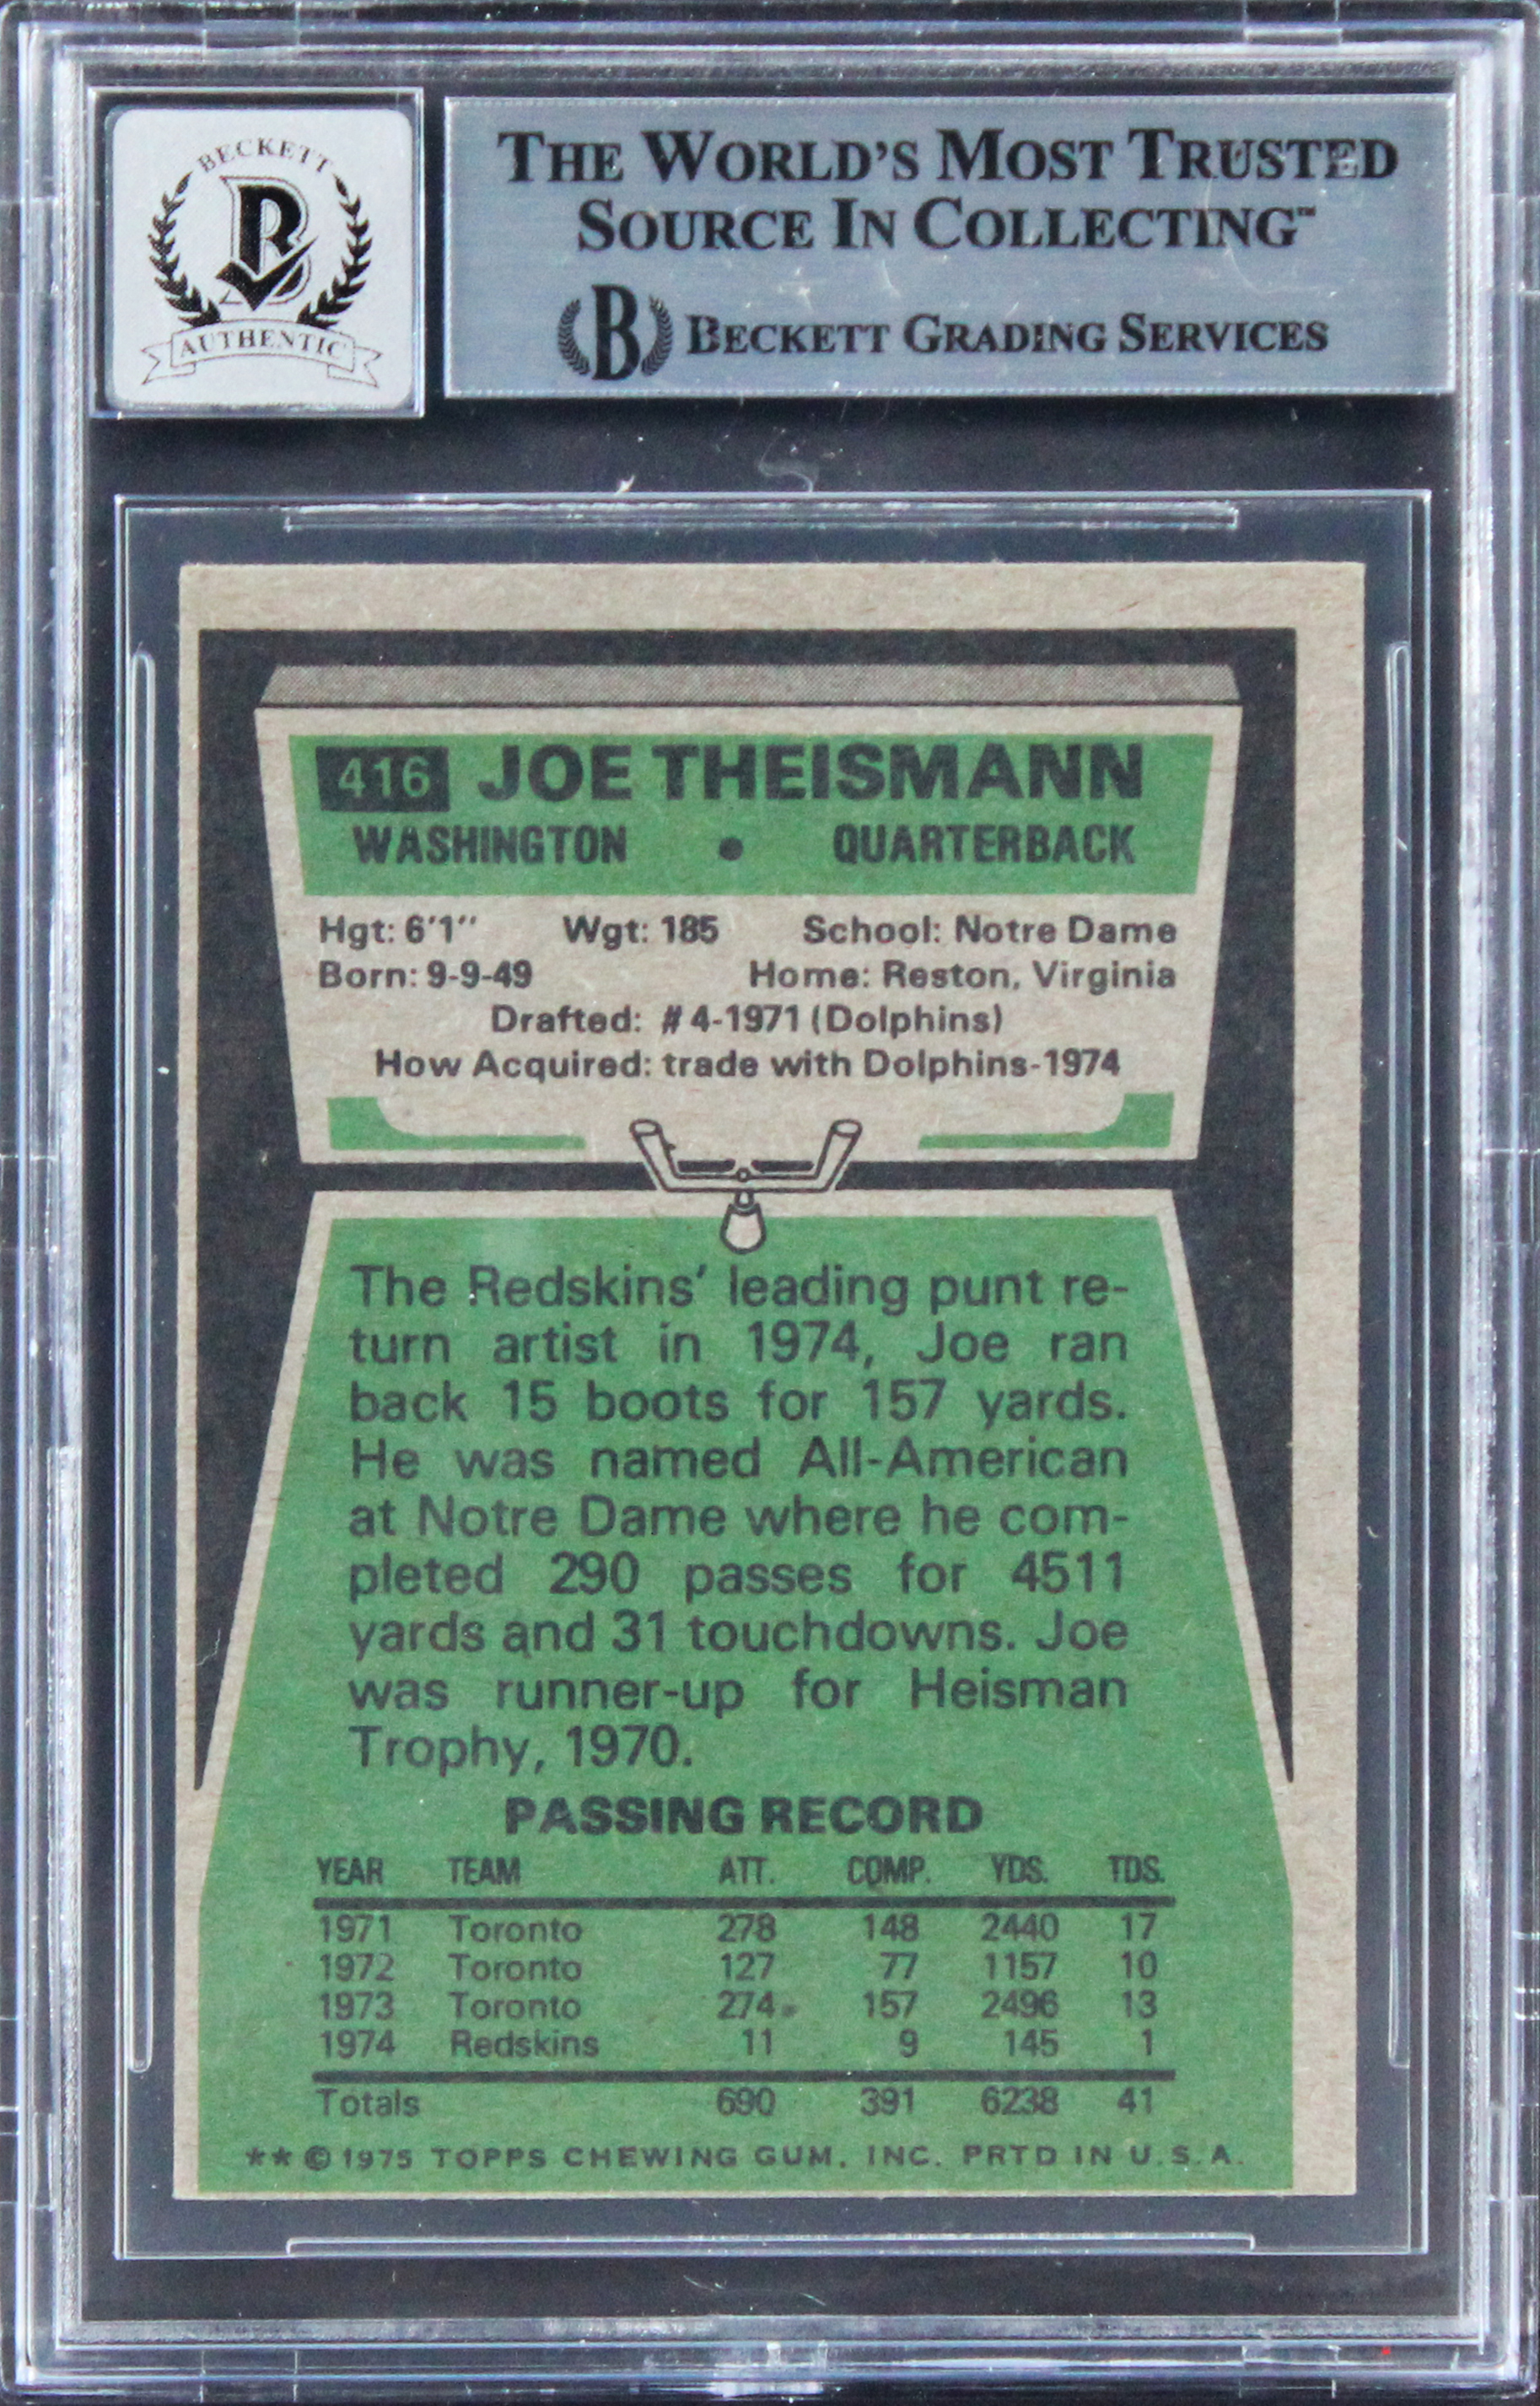 BECKETT
B
AUTHENTIC
THE WORLD'S MOST TRUSTED
SOURCE IN COLLECTING™
B BECKETT GRADING SERVICES
416 JOE THEISMANN
WASHINGTON • QUARTERBACK
Hgt: 6'1" Wgt: 185 School: Notre Dame
Born: 9-9-49 Home: Reston, Virginia
Drafted: #4-1971 (Dolphins)
How Acquired: trade with Dolphins-1974
The Redskins' leading punt re-
turn artist in 1974, Joe ran
back 15 boots for 157 yards.
He was named All-American
at Notre Dame where he com-
pleted 290 passes for 4511
yards and 31 touchdowns. Joe
was runner-up for Heisman
Trophy, 1970.
PASSING RECORD
YEAR TEAM ATT. COMP. YDS. TDS.
1971 Toronto 278 148 2440 17
1972 Toronto 127 77 1157 10
1973 Toronto 274 157 2496 13
1974 Redskins 11 9 145 1
Totals 690 391 6238 41
** © 1975 TOPPS CHEWING GUM, INC. PRTD IN U.S.A.